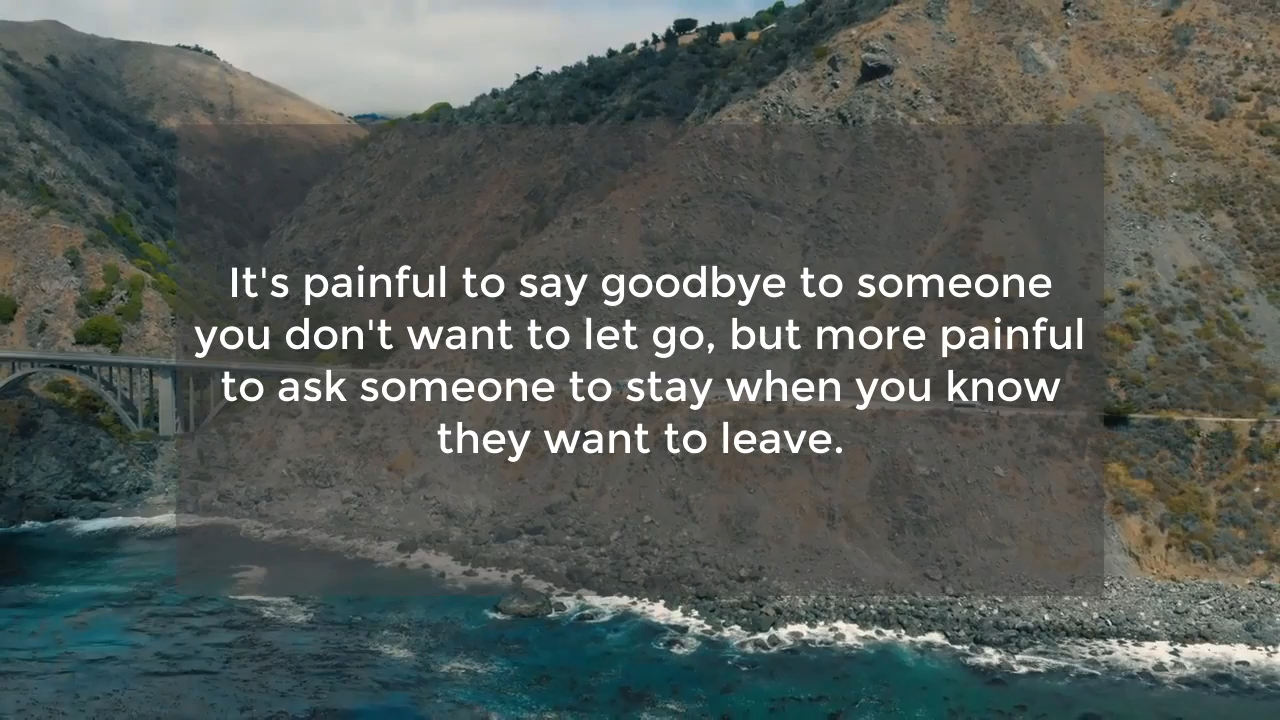 It's painful to say goodbye to someone
you don't want to let go, but more painful
to ask someone to stay when you know
they want to leave.